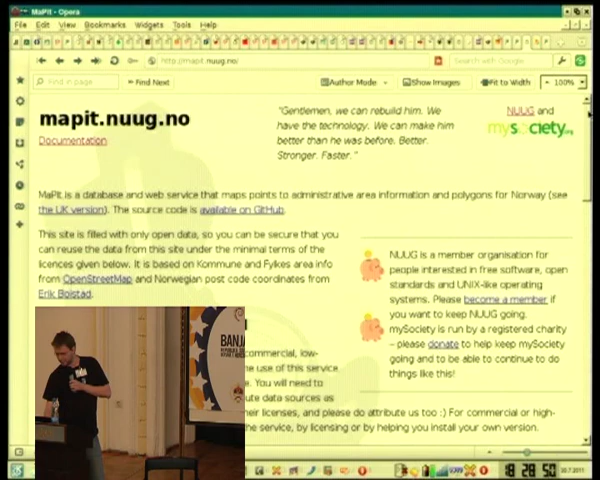 MaPit - Opera
File Edit View Bookmarks Widgets Tools Help
http://mapit.nuug.no/
Search with Google
Find in page
Find Next
Author Mode
Show Images
Fit to Width
100%
mapit.nuug.no
Documentation
"Gentlemen, we can rebuild him. We
have the technology. We can make him
better than he was before. Better.
Stronger. Faster."
NUUG and
mySociety.org
MaPit is a database and web service that maps points to administrative area information and polygons for Norway (see
the UK version). The source code is available on GitHub.
This site is filled with only open data, so you can be secure that you
can reuse the data from this site under the minimal terms of the
licences given below. It is based on Kommune and Fylkes area info
from OpenStreetMap and Norwegian post code coordinates from
Erik Bolstad.
NUUG is a member organisation for
people interested in free software, open
standards and UNIX-like operating
systems. Please become a member if
you want to keep NUUG going.
mySociety is run by a registered charity
– please donate to help keep mySociety
going and to be able to continue to do
things like this!
commercial, low-
he use of this service
e. You will need to
ute data sources as
heir licenses, and please do attribute us too :) For commercial or high-
he service, by licensing or by helping you install your own version.
BANJA
18 28 50
30.7.2011